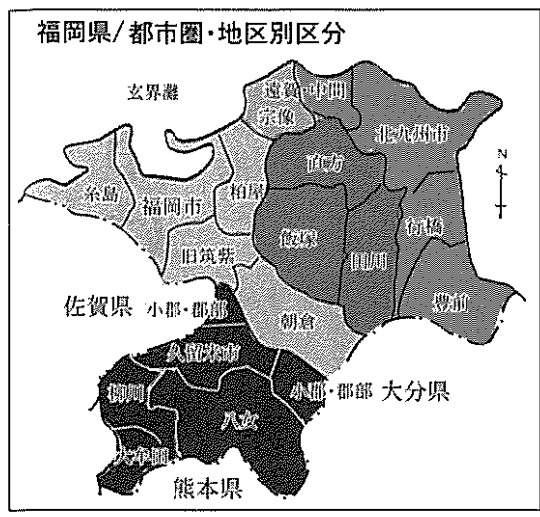 福岡県/都市圏・地区別区分
玄界灘
遠賀・中間
宗像
北九州市
直方
糸島
福岡市
柏屋
行橋
飯塚
田川
旧筑紫
豊前
佐賀県
小郡・郡部
朝倉
久留米市
柳川
小郡・郡部
大分県
八女
大牟田
熊本県
N